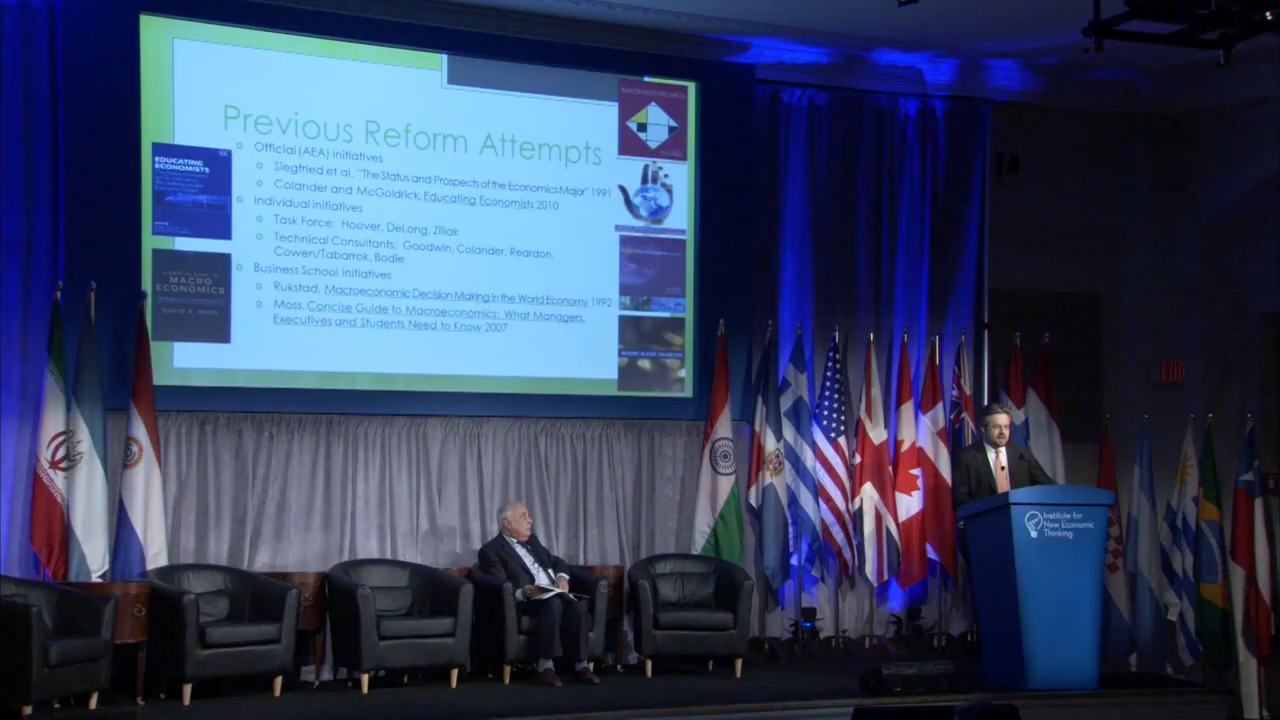 Previous Reform Attempts
Official (AEA) initiatives
Siegfried et al, "The Status and Prospects of the Economics Major" 1991
Colander and McGoldrick, Educating Economists 2010
Individual initiatives
Task Force: Hoover, DeLong, Ziliak
Technical Consultants: Goodwin, Colander, Reardon,
Cowen/Tabarrok, Bodie
Business School initiatives
Rukstad, Macroeconomic Decision Making in the World Economy 1992
Moss, Concise Guide to Macroeconomics: What Managers,
Executives and Students Need to Know 2007
EDUCATING
ECONOMISTS
MACRO
ECONOMICS
DAVID A. MOSS
MACROECONOMICS
BODIE KANE MARCUS
EXIT
Institute for
New Economic
Thinking